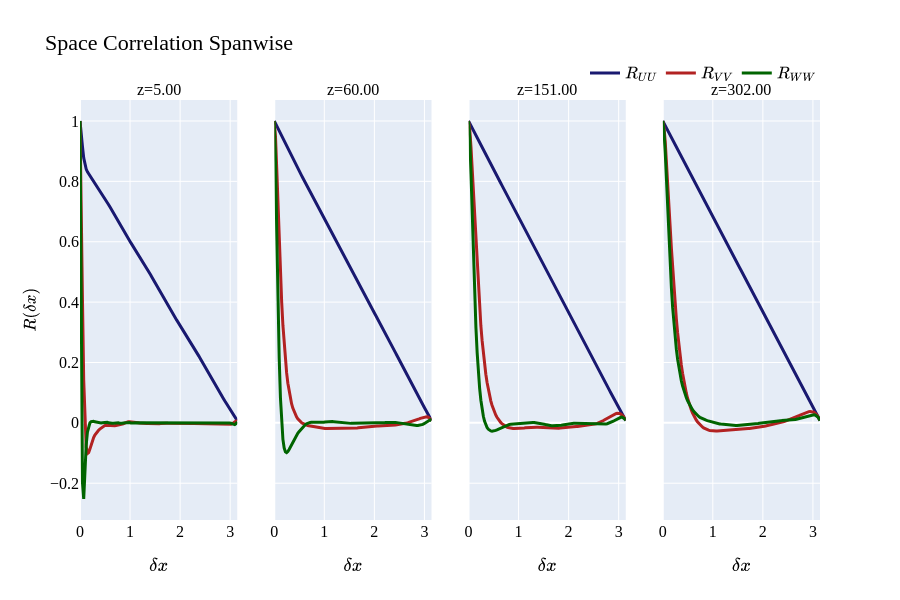 Space Correlation Spanwise
R_UU R_VV R_WW
z=5.00 z=60.00 z=151.00 z=302.00
1
0.8
0.6
0.4
0.2
0
−0.2
R(δx)
0 1 2 3 0 1 2 3 0 1 2 3 0 1 2 3
δx δx δx δx